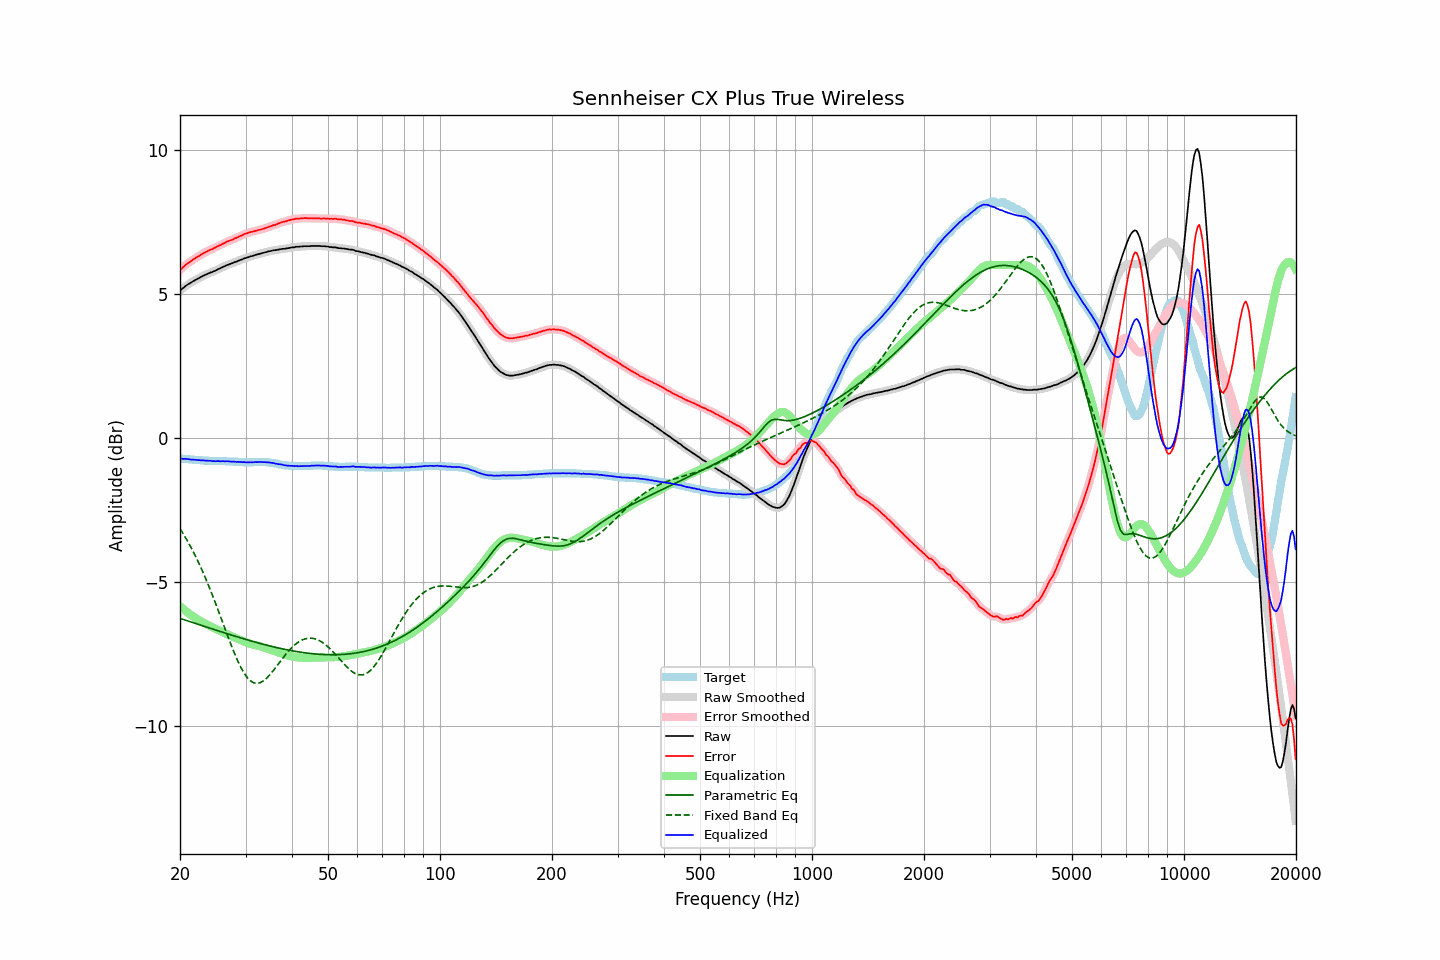 Sennheiser CX Plus True Wireless
Amplitude (dBr)
10
5
0
−5
−10
20
50
100
200
500
1000
2000
5000
10000
20000
Frequency (Hz)
Target
Raw Smoothed
Error Smoothed
Raw
Error
Equalization
Parametric Eq
Fixed Band Eq
Equalized